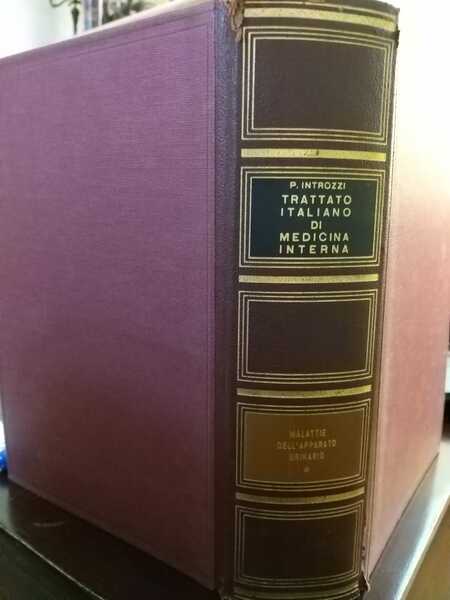 P. INTROZZI
TRATTATO
ITALIANO
DI
MEDICINA
INTERNA
MALATTIE
DELL'APPARATO
URINARIO
*